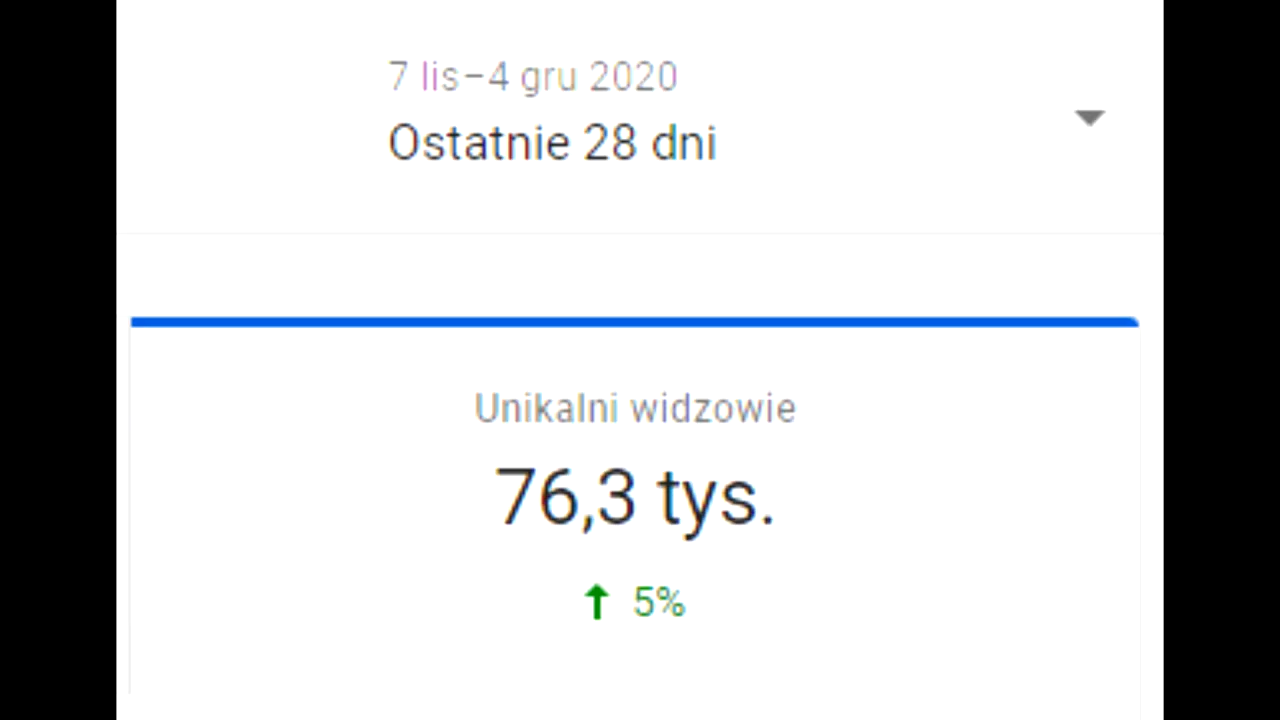 7 lis–4 gru 2020
Ostatnie 28 dni
Unikalni widzowie
76,3 tys.
5%